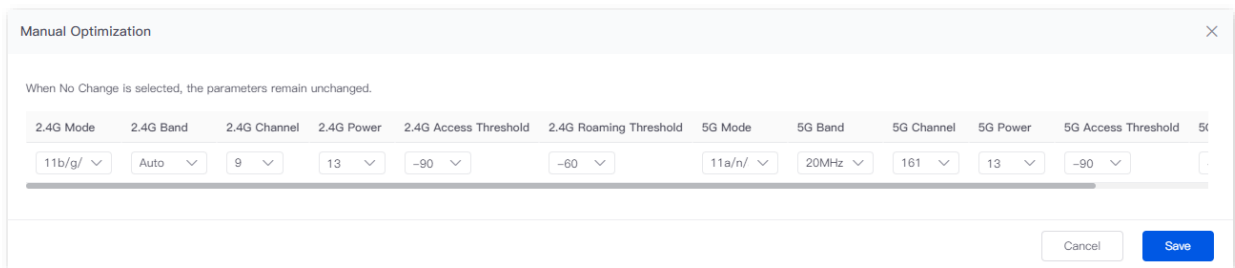 Manual Optimization
When No Change is selected, the parameters remain unchanged.
2.4G Mode 2.4G Band 2.4G Channel 2.4G Power 2.4G Access Threshold 2.4G Roaming Threshold 5G Mode 5G Band 5G Channel 5G Power 5G Access Threshold
11b/g/ Auto 9 13 -90 -60 11a/n/ 20MHz 161 13 -90
Cancel Save